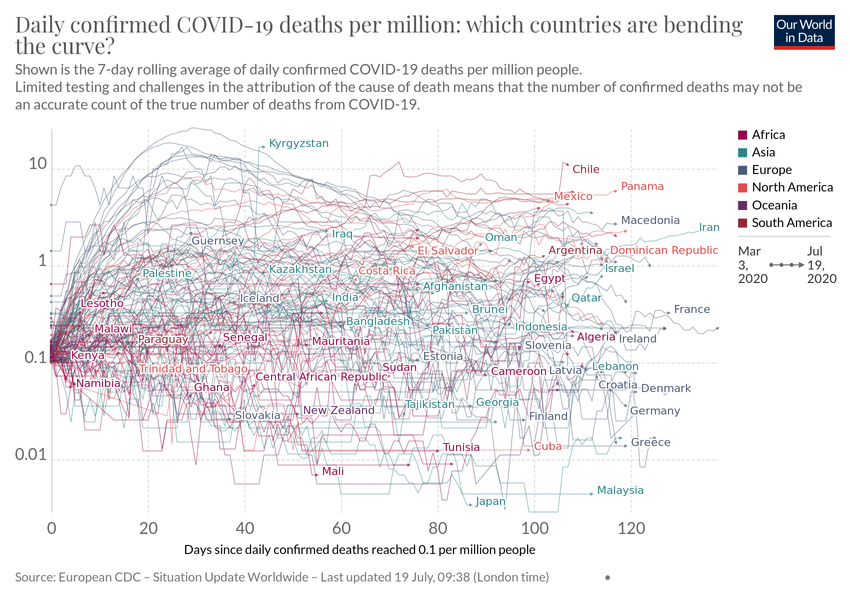 Daily confirmed COVID-19 deaths per million: which countries are bending
the curve?
Our World
in Data
Shown is the 7-day rolling average of daily confirmed COVID-19 deaths per million people.
Limited testing and challenges in the attribution of the cause of death means that the number of confirmed deaths may not be
an accurate count of the true number of deaths from COVID-19.
10
1
0.1
0.01
Kyrgyzstan
Chile
Panama
Mexico
Macedonia
Iran
Guernsey
Iraq
Oman
El Salvador
Argentina
Dominican Republic
Palestine
Kazakhstan
Costa Rica
Israel
Egypt
Afghanistan
Lesotho
Iceland
India
Qatar
Brunei
France
Malawi
Bangladesh
Pakistan
Indonesia
Paraguay
Senegal
Mauritania
Algeria
Ireland
Slovenia
Kenya
Estonia
Trinidad and Tobago
Sudan
Cameroon
Latvia
Lebanon
Namibia
Ghana
Central African Republic
Croatia
Denmark
Slovakia
New Zealand
Tajikistan
Georgia
Finland
Germany
Tunisia
Cuba
Greece
Mali
Japan
Malaysia
0
20
40
60
80
100
120
Days since daily confirmed deaths reached 0.1 per million people
Africa
Asia
Europe
North America
Oceania
South America
Mar
3,
2020
Jul
19,
2020
Source: European CDC – Situation Update Worldwide – Last updated 19 July, 09:38 (London time)